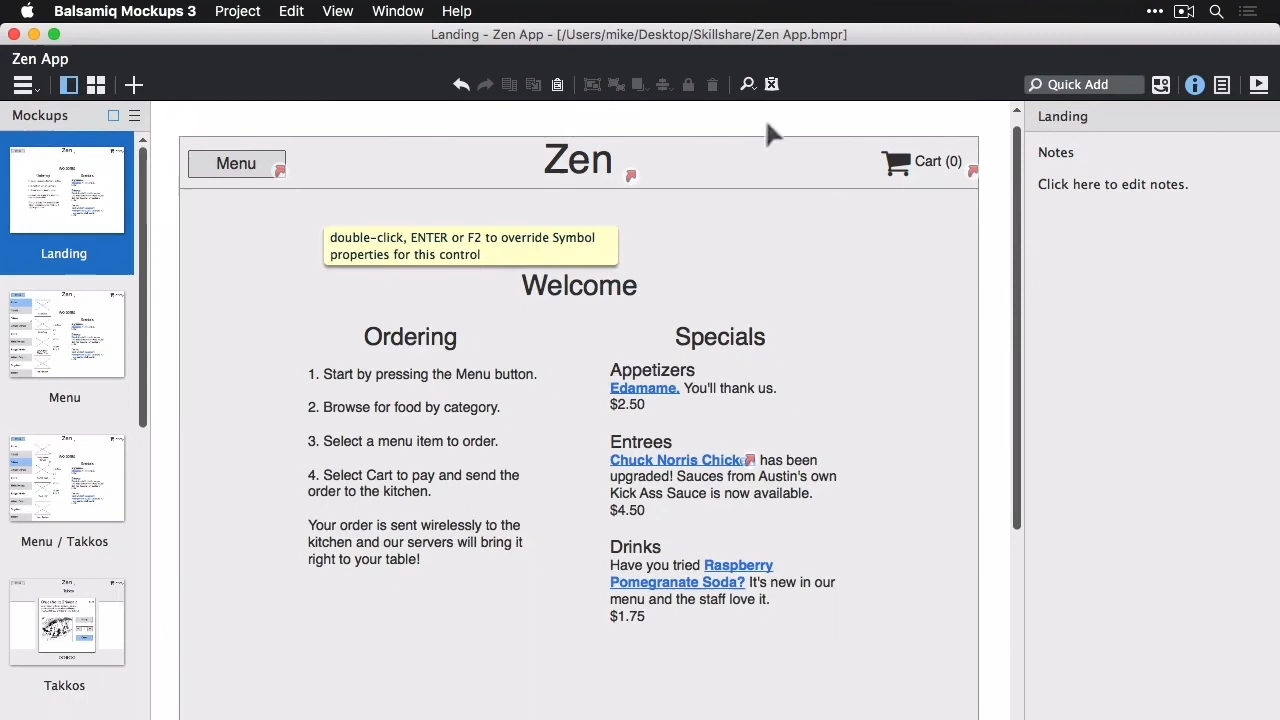 Balsamiq Mockups 3 Project Edit View Window Help
Landing - Zen App - [/Users/mike/Desktop/Skillshare/Zen App.bmpr]
Zen App
Quick Add
Mockups
Landing
Menu
Menu / Takkos
Takkos
Menu
Zen
Cart (0)
double-click, ENTER or F2 to override Symbol
properties for this control
Welcome
Ordering
1. Start by pressing the Menu button.
2. Browse for food by category.
3. Select a menu item to order.
4. Select Cart to pay and send the
order to the kitchen.
Your order is sent wirelessly to the
kitchen and our servers will bring it
right to your table!
Specials
Appetizers
Edamame. You'll thank us.
$2.50
Entrees
Chuck Norris Chick has been
upgraded! Sauces from Austin's own
Kick Ass Sauce is now available.
$4.50
Drinks
Have you tried Raspberry
Pomegranate Soda? It's new in our
menu and the staff love it.
$1.75
Landing
Notes
Click here to edit notes.